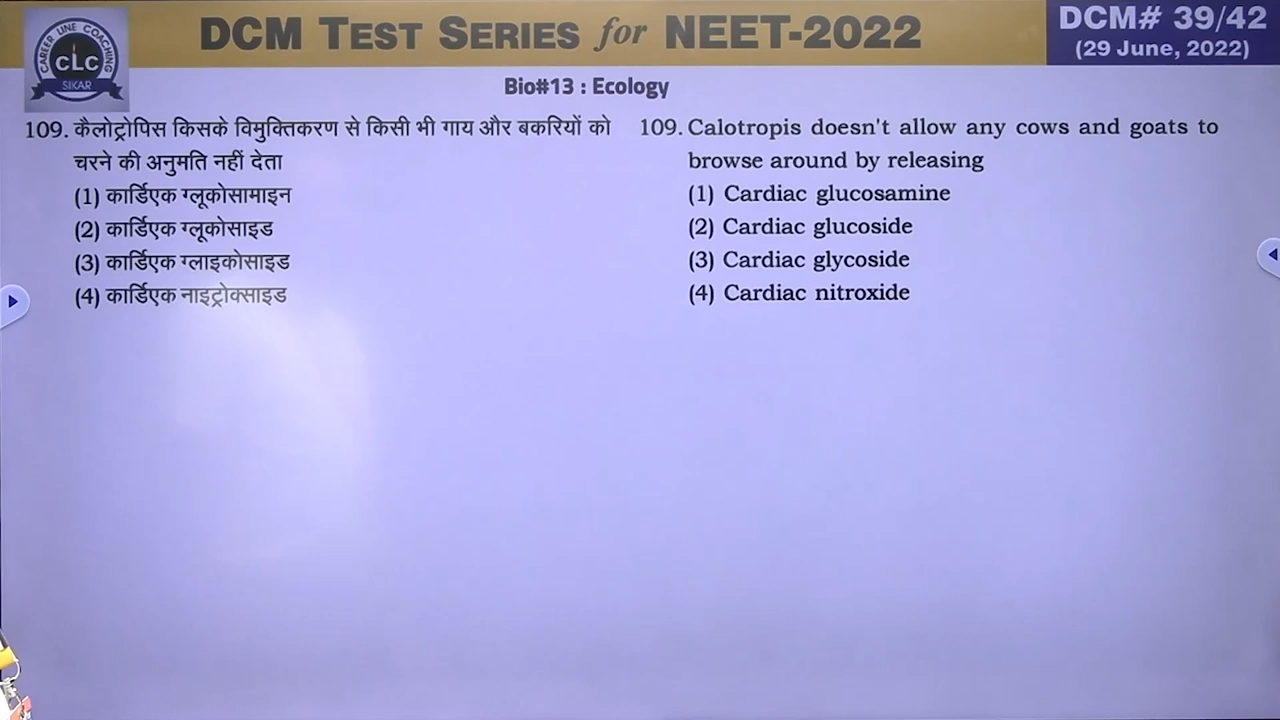 CAREER LINE COACHING
CLC
SIKAR
DCM TEST SERIES for NEET-2022
DCM# 39/42
(29 June, 2022)
Bio#13 : Ecology
109. कैलोट्रोपिस किसके विमुक्तिकरण से किसी भी गाय और बकरियों को
चरने की अनुमति नहीं देता
(1) कार्डिएक ग्लूकोसामाइन
(2) कार्डिएक ग्लूकोसाइड
(3) कार्डिएक ग्लाइकोसाइड
(4) कार्डिएक नाइट्रोक्साइड
109. Calotropis doesn't allow any cows and goats to
browse around by releasing
(1) Cardiac glucosamine
(2) Cardiac glucoside
(3) Cardiac glycoside
(4) Cardiac nitroxide